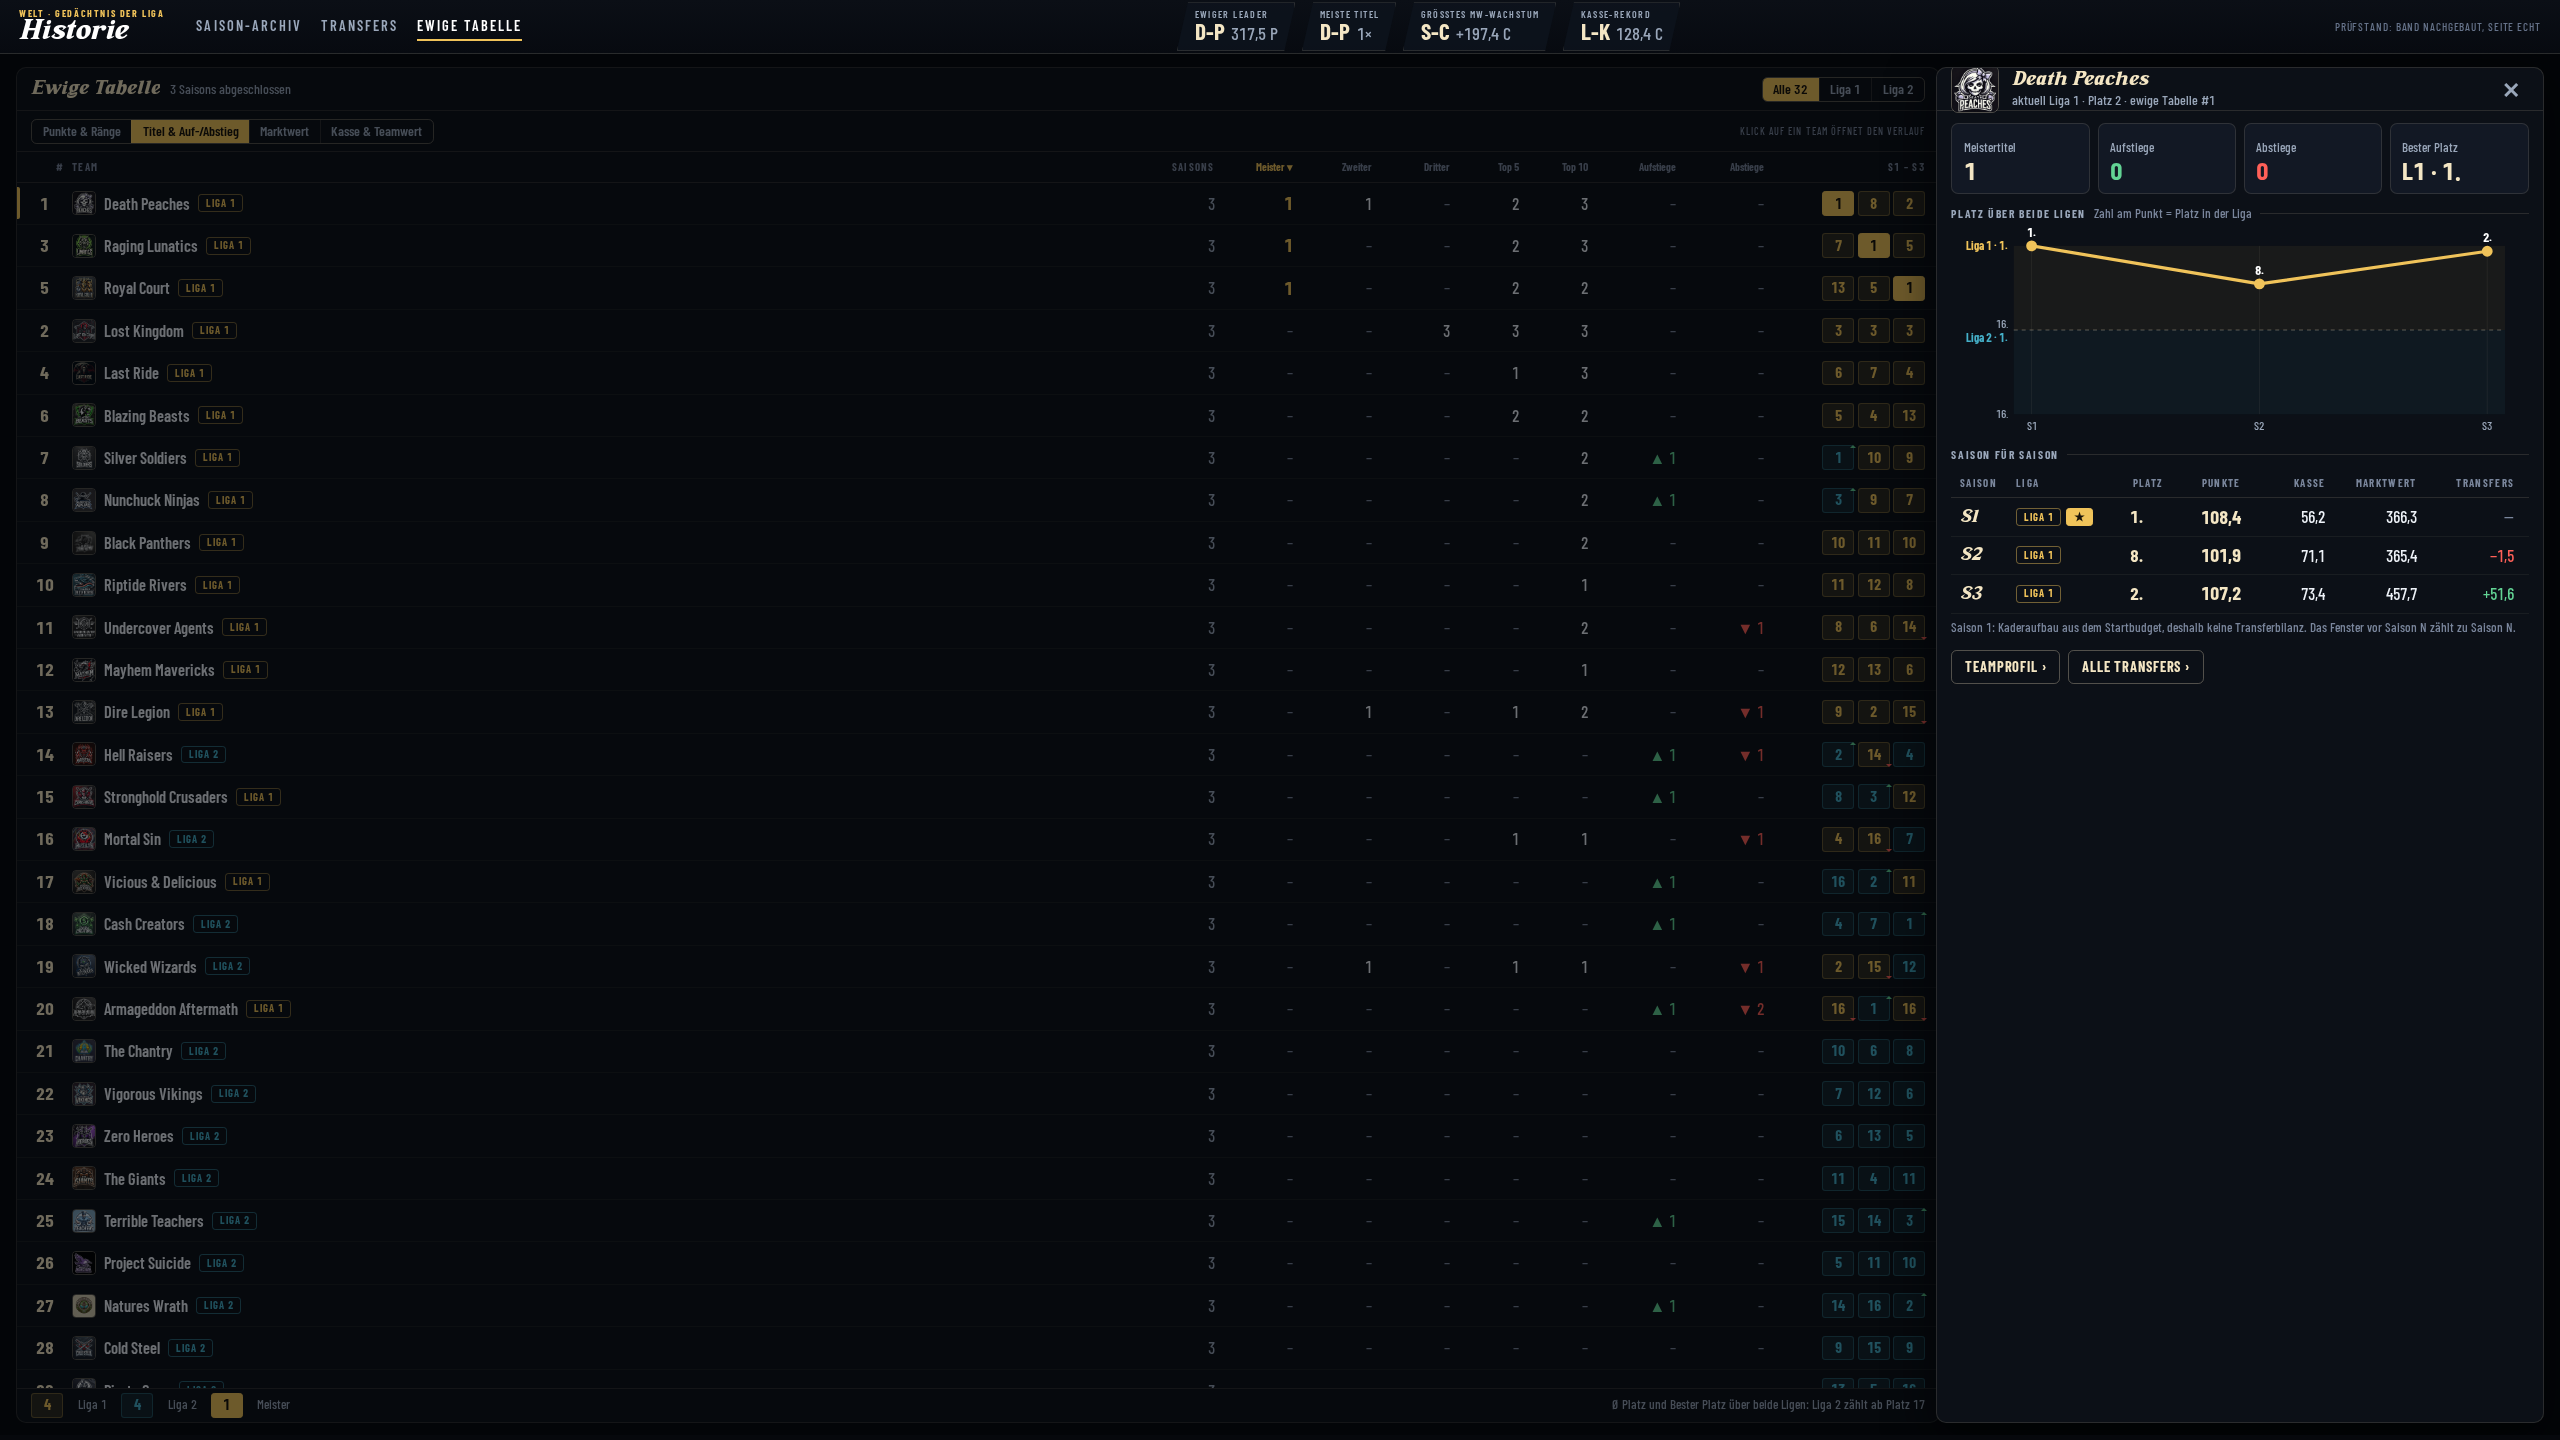 WELT · GEDÄCHTNIS DER LIGA
Historie
SAISON-ARCHIV TRANSFERS EWIGE TABELLE
EWIGER LEADER
D-P 317,5 P
MEISTE TITEL
D-P 1×
GRÖSSTES MW-WACHSTUM
S-C +197,4 C
KASSE-REKORD
L-K 128,4 C
PRÜFSTAND: BAND NACHGEBAUT, SEITE ECHT
Ewige Tabelle 3 Saisons abgeschlossen
Alle 32 Liga 1 Liga 2
Punkte & Ränge Titel & Auf-/Abstieg Marktwert Kasse & Teamwert
KLICK AUF EIN TEAM ÖFFNET DEN VERLAUF
# TEAM SAISONS Meister ▾ Zweiter Dritter Top 5 Top 10 Aufstiege Abstiege S1 – S3
1 Death Peaches LIGA 1 3 1 1 – 2 3 – – 1 8 2
3 Raging Lunatics LIGA 1 3 1 – – 2 3 – – 7 1 5
5 Royal Court LIGA 1 3 1 – – 2 2 – – 13 5 1
2 Lost Kingdom LIGA 1 3 – – 3 3 3 – – 3 3 3
4 Last Ride LIGA 1 3 – – – 1 3 – – 6 7 4
6 Blazing Beasts LIGA 1 3 – – – 2 2 – – 5 4 13
7 Silver Soldiers LIGA 1 3 – – – – 2 ▲ 1 – 1 10 9
8 Nunchuck Ninjas LIGA 1 3 – – – – 2 ▲ 1 – 3 9 7
9 Black Panthers LIGA 1 3 – – – – 2 – – 10 11 10
10 Riptide Rivers LIGA 1 3 – – – – 1 – – 11 12 8
11 Undercover Agents LIGA 1 3 – – – – 2 – ▼ 1 8 6 14
12 Mayhem Mavericks LIGA 1 3 – – – – 1 – – 12 13 6
13 Dire Legion LIGA 1 3 – 1 – 1 2 – ▼ 1 9 2 15
14 Hell Raisers LIGA 2 3 – – – – – ▲ 1 ▼ 1 2 14 4
15 Stronghold Crusaders LIGA 1 3 – – – – – ▲ 1 – 8 3 12
16 Mortal Sin LIGA 2 3 – – – 1 1 – ▼ 1 4 16 7
17 Vicious & Delicious LIGA 1 3 – – – – – ▲ 1 – 16 2 11
18 Cash Creators LIGA 2 3 – – – – – ▲ 1 – 4 7 1
19 Wicked Wizards LIGA 2 3 – 1 – 1 1 – ▼ 1 2 15 12
20 Armageddon Aftermath LIGA 1 3 – – – – – ▲ 1 ▼ 2 16 1 16
21 The Chantry LIGA 2 3 – – – – – – – 10 6 8
22 Vigorous Vikings LIGA 2 3 – – – – – – – 7 12 6
23 Zero Heroes LIGA 2 3 – – – – – – – 6 13 5
24 The Giants LIGA 2 3 – – – – – – – 11 4 11
25 Terrible Teachers LIGA 2 3 – – – – – ▲ 1 – 15 14 3
26 Project Suicide LIGA 2 3 – – – – – – – 5 11 10
27 Natures Wrath LIGA 2 3 – – – – – ▲ 1 – 14 16 2
28 Cold Steel LIGA 2 3 – – – – – – – 9 15 9
4 Liga 1 4 Liga 2 1 Meister
Ø Platz und Bester Platz über beide Ligen: Liga 2 zählt ab Platz 17
Death Peaches
aktuell Liga 1 · Platz 2 · ewige Tabelle #1
✕
Meistertitel
1
Aufstiege
0
Abstiege
0
Bester Platz
L1 · 1.
PLATZ ÜBER BEIDE LIGEN Zahl am Punkt = Platz in der Liga
Liga 1 · 1.
1.
8.
2.
16.
Liga 2 · 1.
16.
S1 S2 S3
SAISON FÜR SAISON
SAISON LIGA PLATZ PUNKTE KASSE MARKTWERT TRANSFERS
S1 LIGA 1 ★ 1. 108,4 56,2 366,3 —
S2 LIGA 1 8. 101,9 71,1 365,4 −1,5
S3 LIGA 1 2. 107,2 73,4 457,7 +51,6
Saison 1: Kaderaufbau aus dem Startbudget, deshalb keine Transferbilanz. Das Fenster vor Saison N zählt zu Saison N.
TEAMPROFIL › ALLE TRANSFERS ›